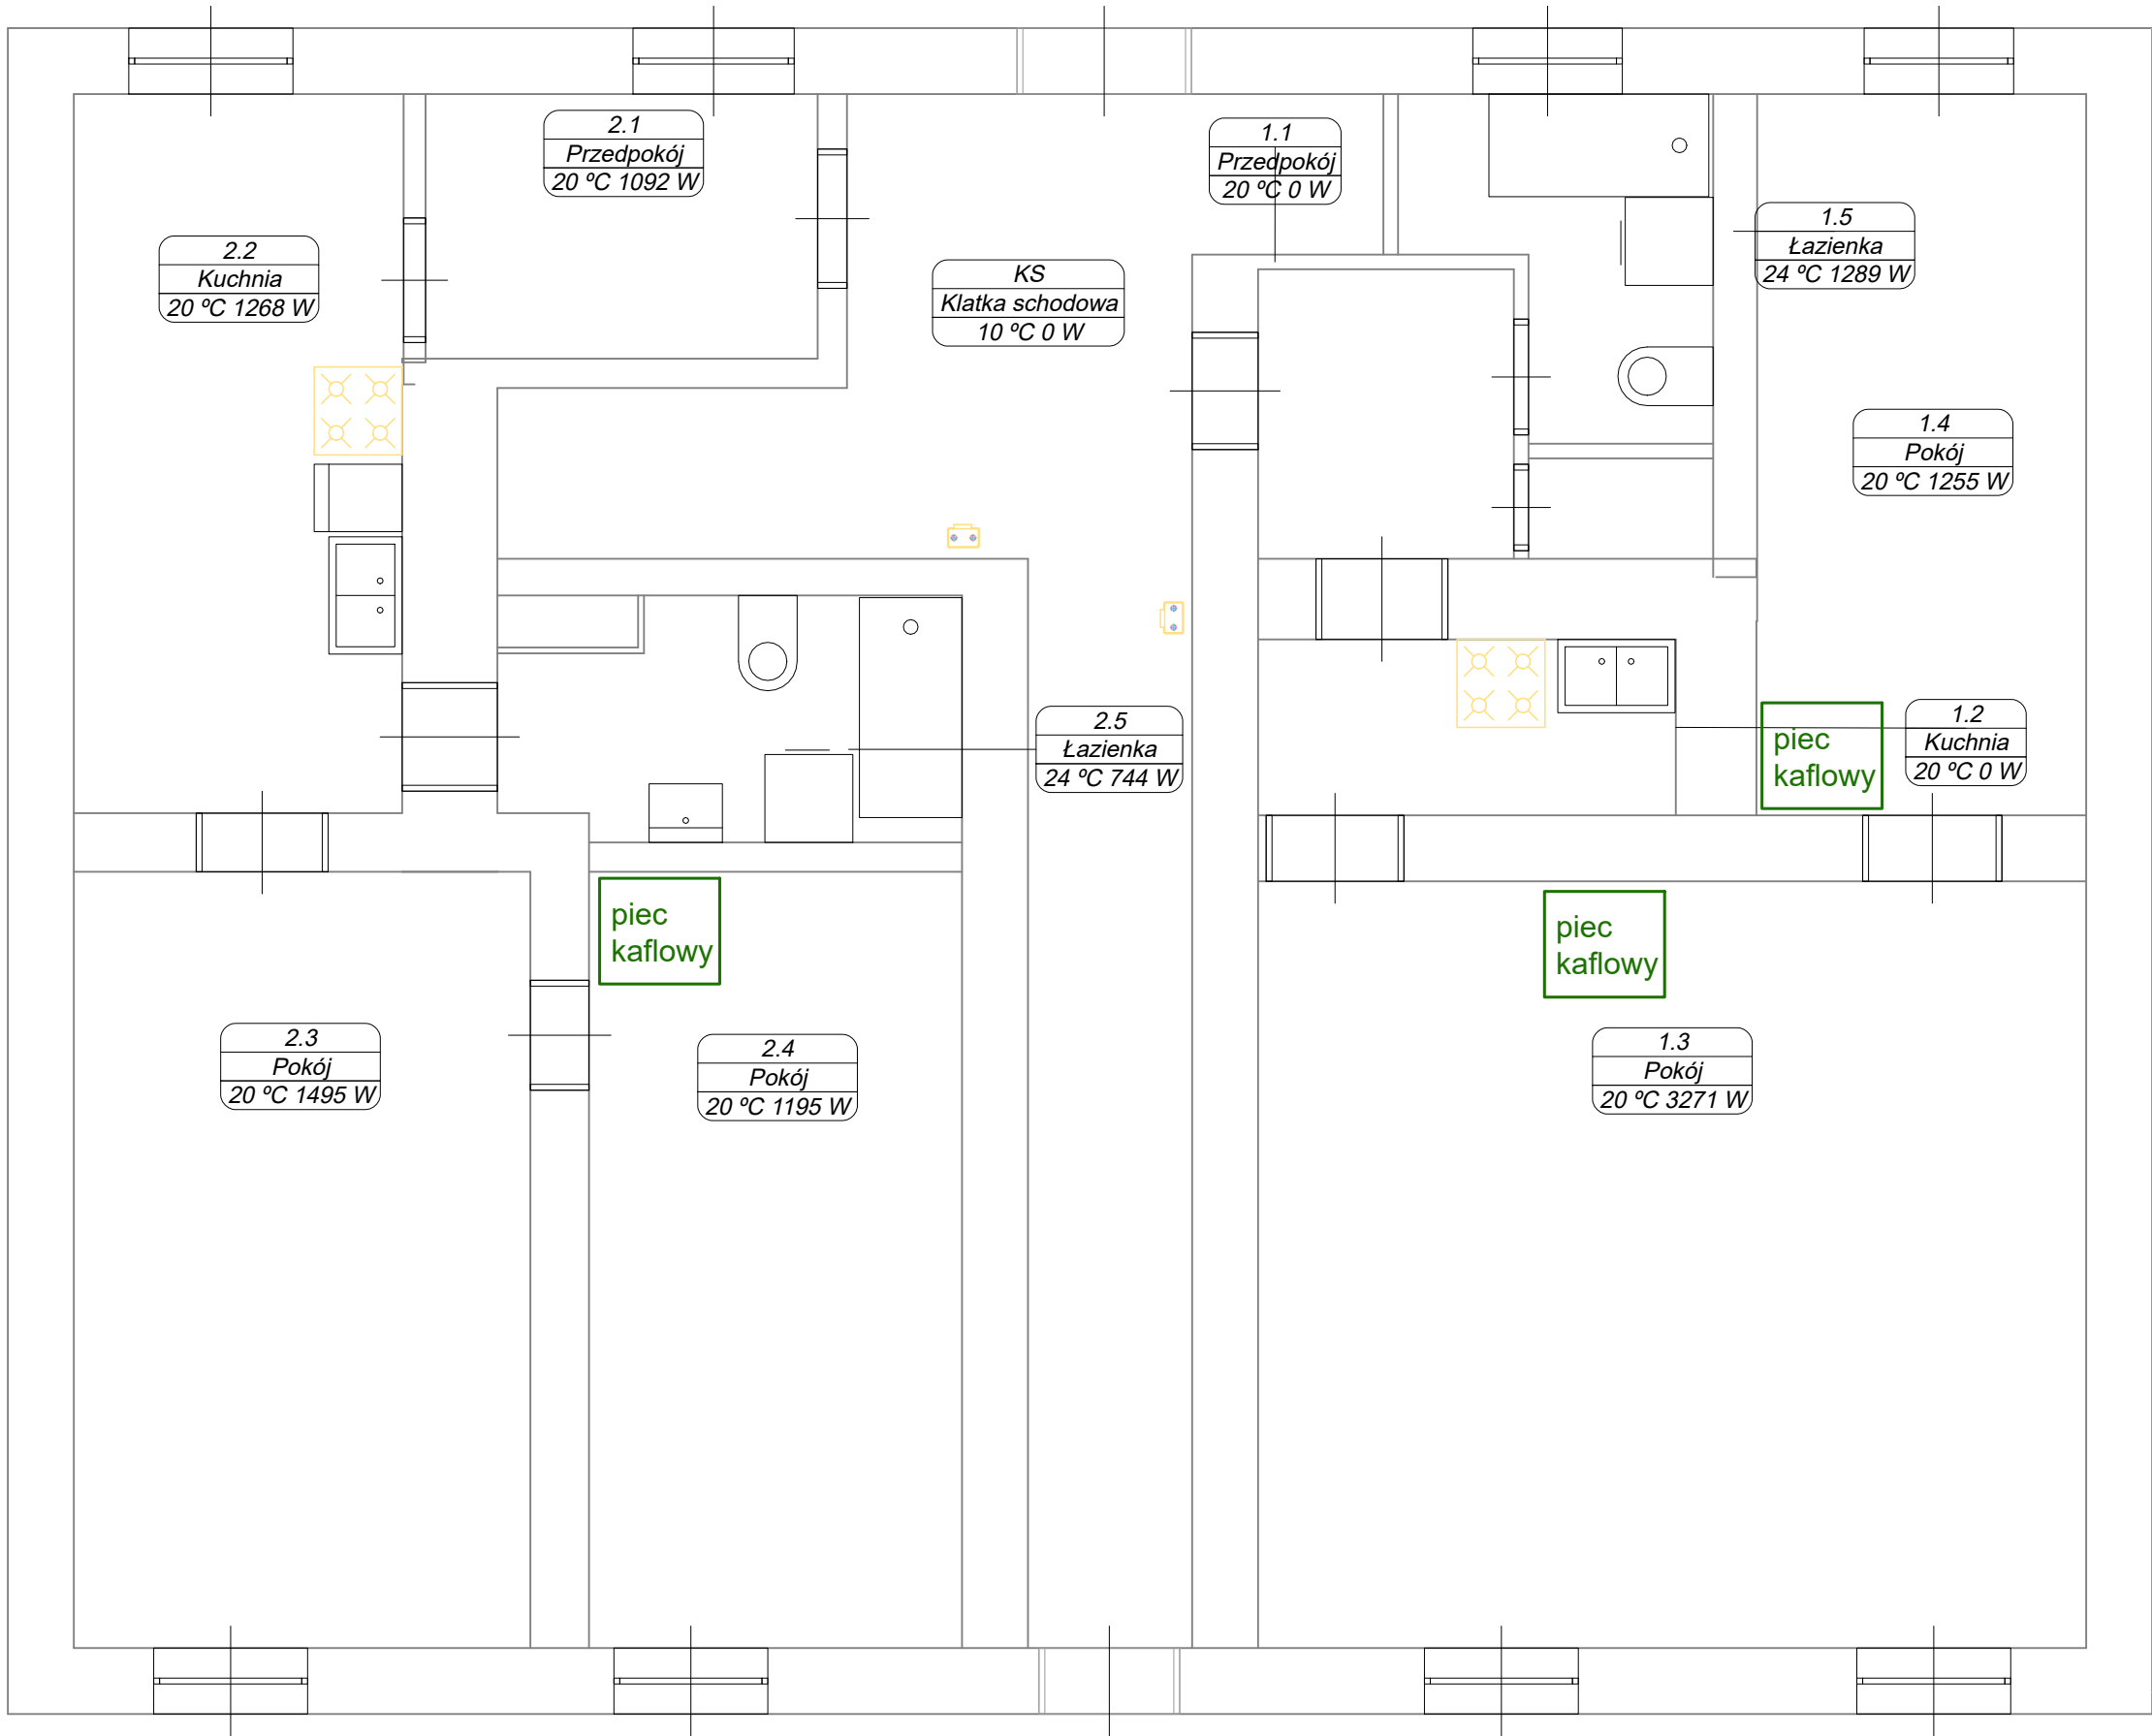 2.1
Przedpokój
20 ºC 1092 W
1.1
Przedpokój
20 ºC 0 W
1.5
Łazienka
24 ºC 1289 W
2.2
Kuchnia
20 ºC 1268 W
KS
Klatka schodowa
10 ºC 0 W
1.4
Pokój
20 ºC 1255 W
2.5
Łazienka
24 ºC 744 W
piec
kaflowy
1.2
Kuchnia
20 ºC 0 W
piec
kaflowy
piec
kaflowy
2.3
Pokój
20 ºC 1495 W
2.4
Pokój
20 ºC 1195 W
1.3
Pokój
20 ºC 3271 W